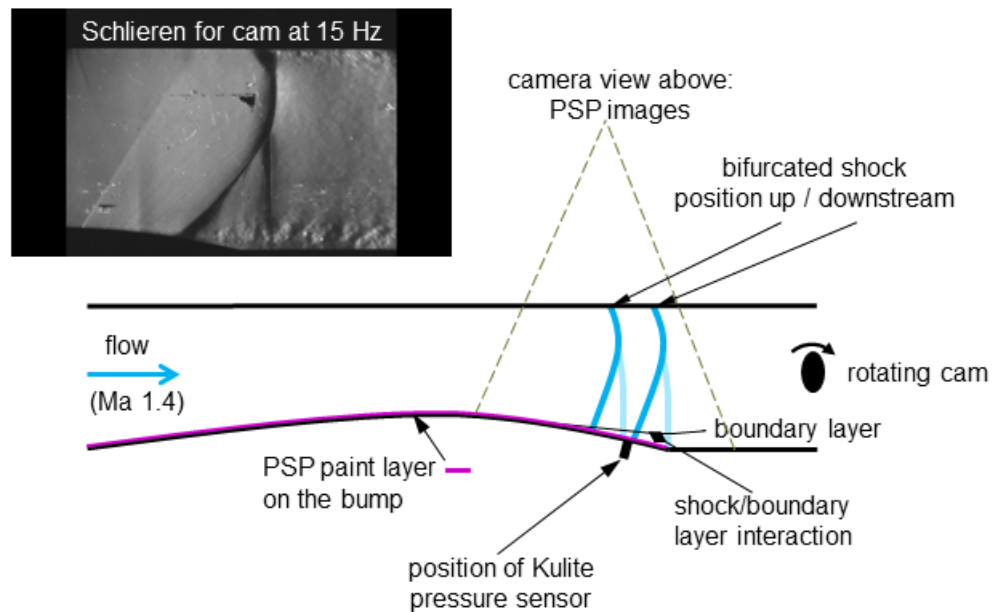 Schlieren for cam at 15 Hz
camera view above:
PSP images
bifurcated shock
position up / downstream
flow
(Ma 1.4)
rotating cam
boundary layer
PSP paint layer
on the bump
shock/boundary
layer interaction
position of Kulite
pressure sensor